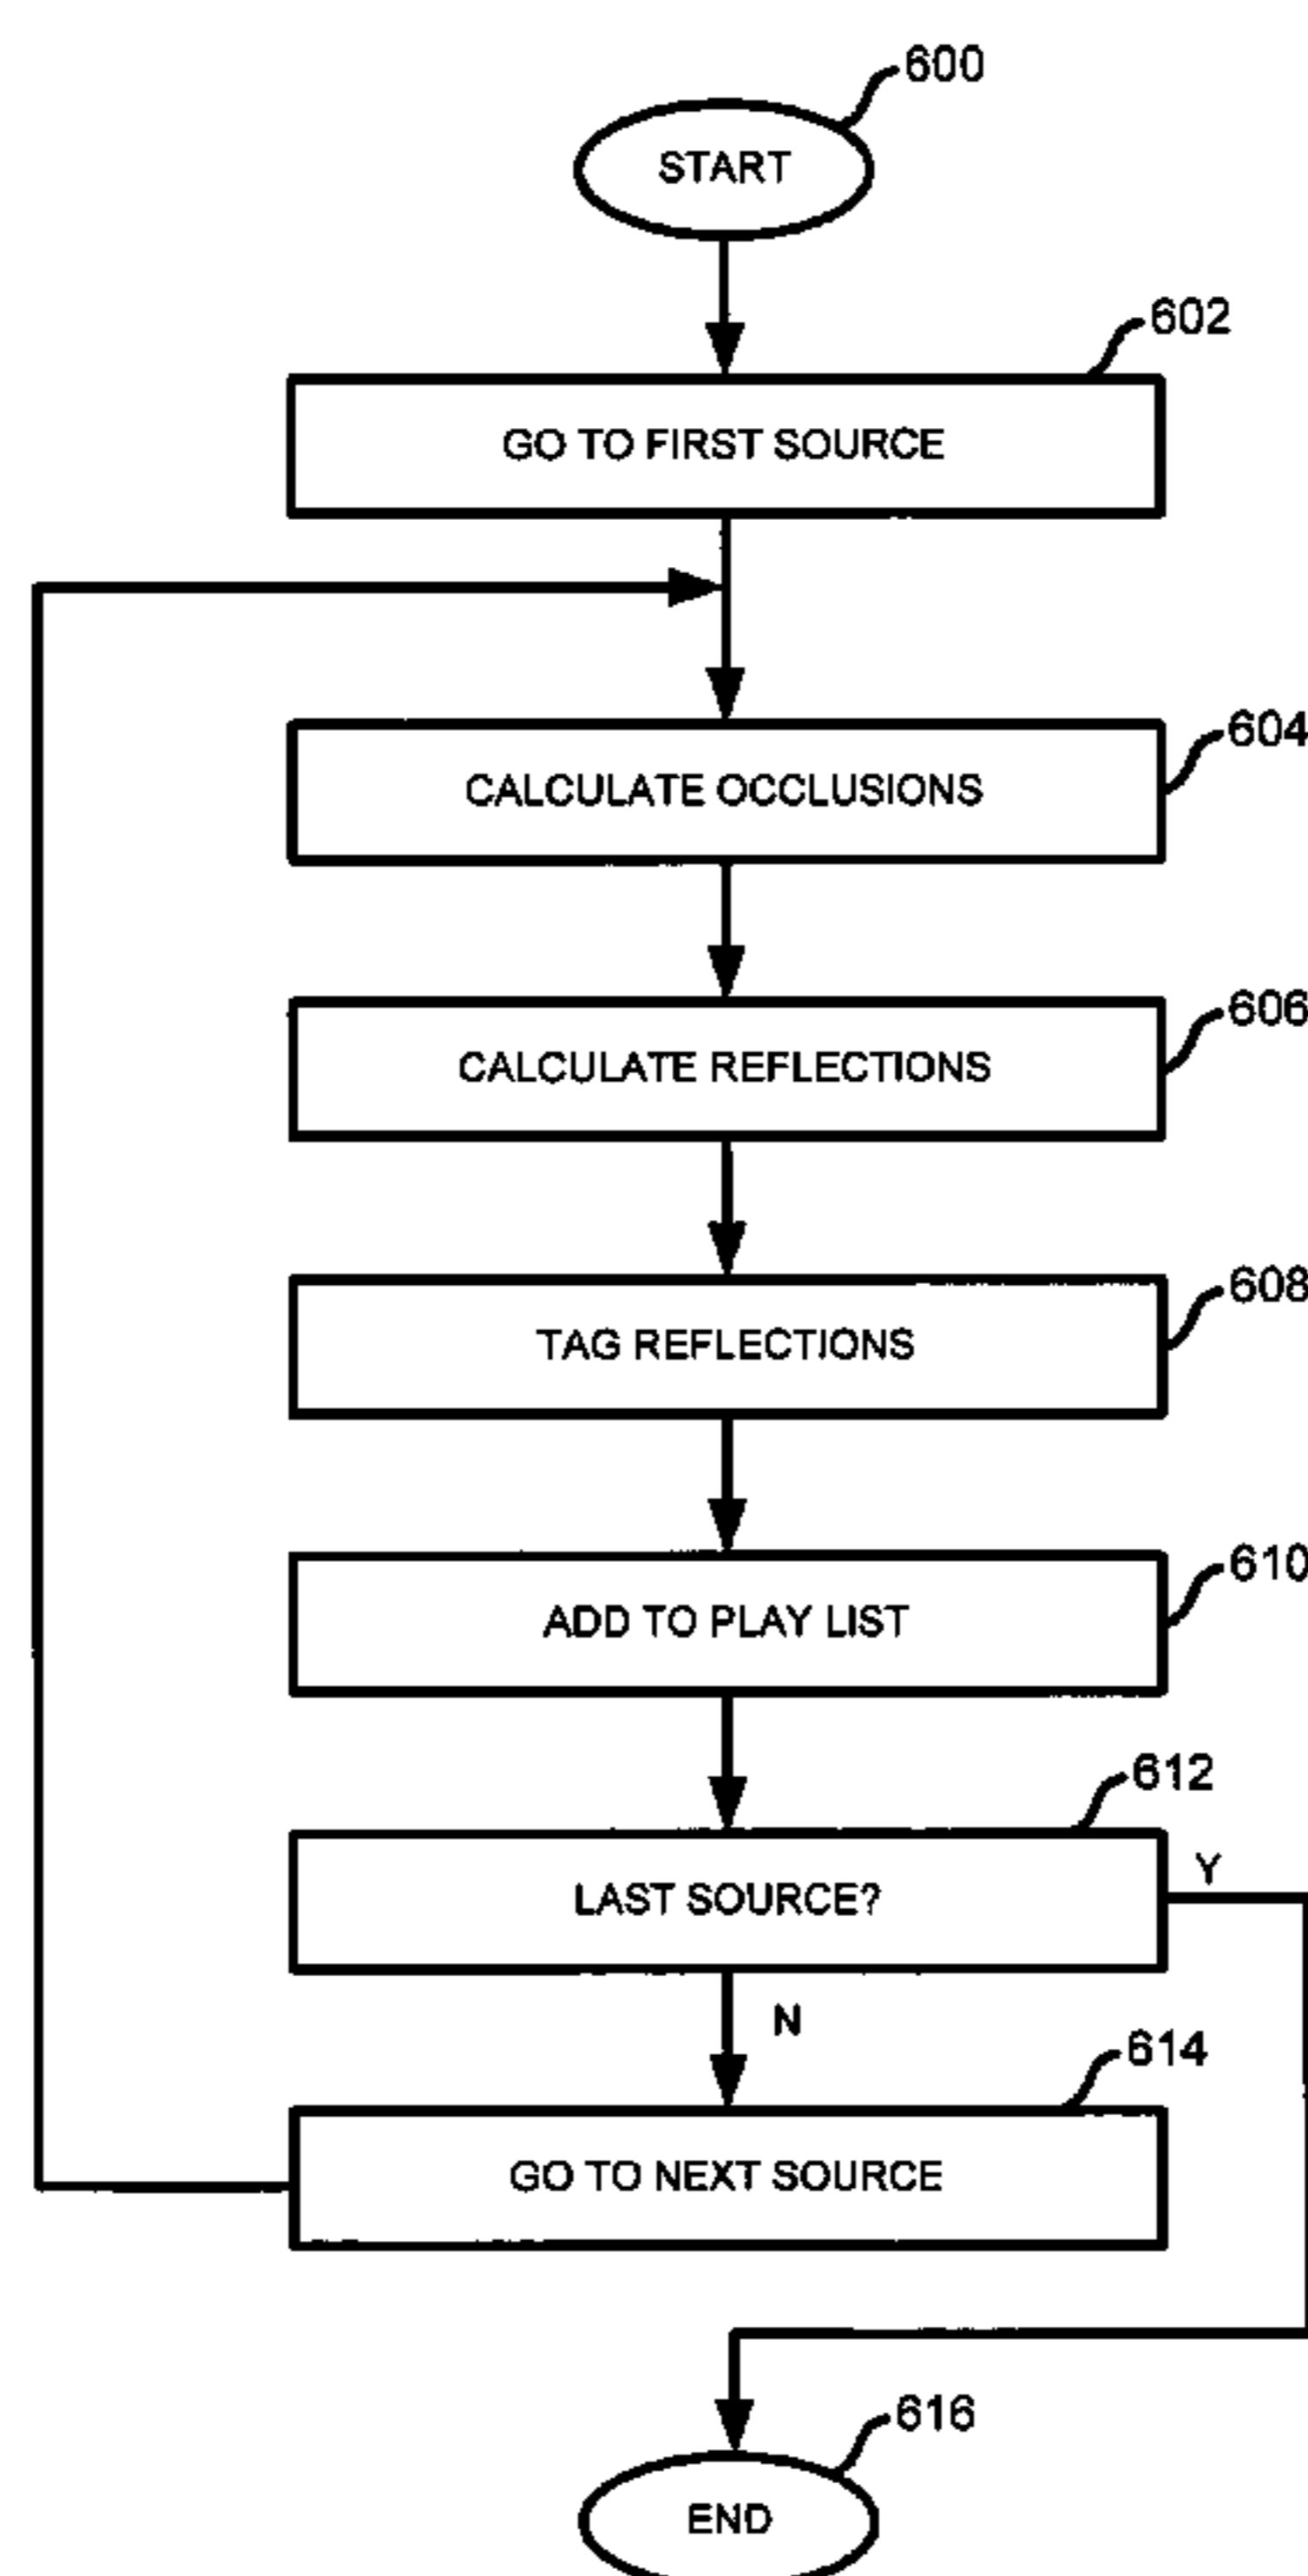 600
START
602
GO TO FIRST SOURCE
604
CALCULATE OCCLUSIONS
606
CALCULATE REFLECTIONS
608
TAG REFLECTIONS
610
ADD TO PLAY LIST
612
LAST SOURCE?
Y
N
614
GO TO NEXT SOURCE
616
END